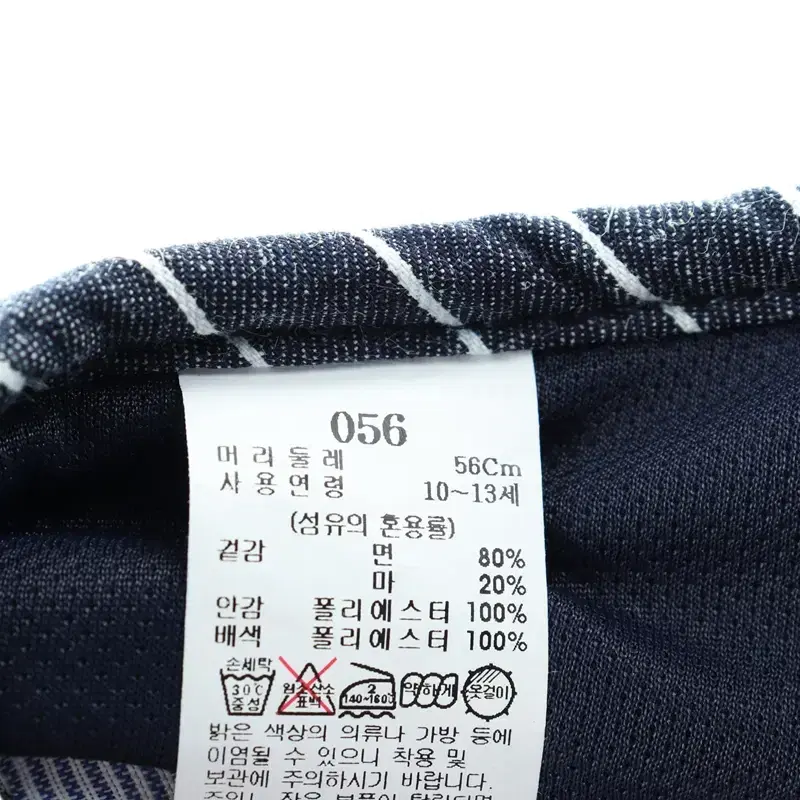 056
머리둘레 56Cm
사용연령 10~13세
(섬유의 혼용률)
겉감 면 80%
마 20%
안감 폴리에스터 100%
배색 폴리에스터 100%
손세탁
30℃ 중성
염소산소 표백
2 140~160℃
약하게
옷걸이
밝은 색상의 의류나 가방 등에
이염될 수 있으니 착용 및
보관에 주의하시기 바랍니다.